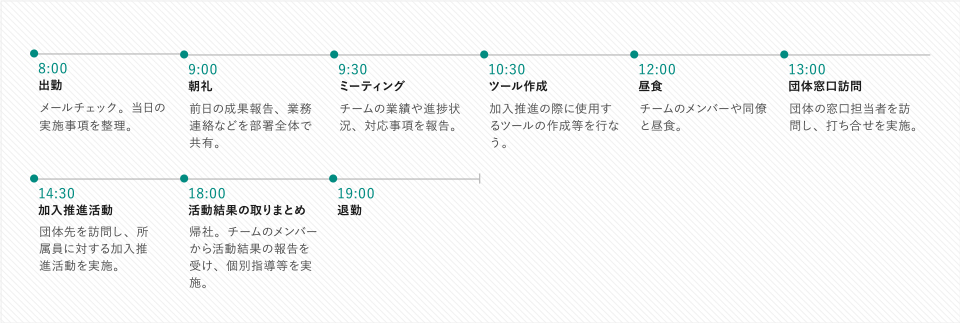 8:00
出勤
メールチェック。当日の
実施事項を整理。
9:00
朝礼
前日の成果報告、業務
連絡などを部署全体で
共有。
9:30
ミーティング
チームの業績や進捗状
況、対応事項を報告。
10:30
ツール作成
加入推進の際に使用す
るツールの作成等を行な
う。
12:00
昼食
チームのメンバーや同僚
と昼食。
13:00
団体窓口訪問
団体の窓口担当者を訪
問し、打ち合せを実施。
14:30
加入推進活動
団体先を訪問し、所
属員に対する加入推
進活動を実施。
18:00
活動結果の取りまとめ
帰社。チームのメンバー
から活動結果の報告を
受け、個別指導等を実
施。
19:00
退勤